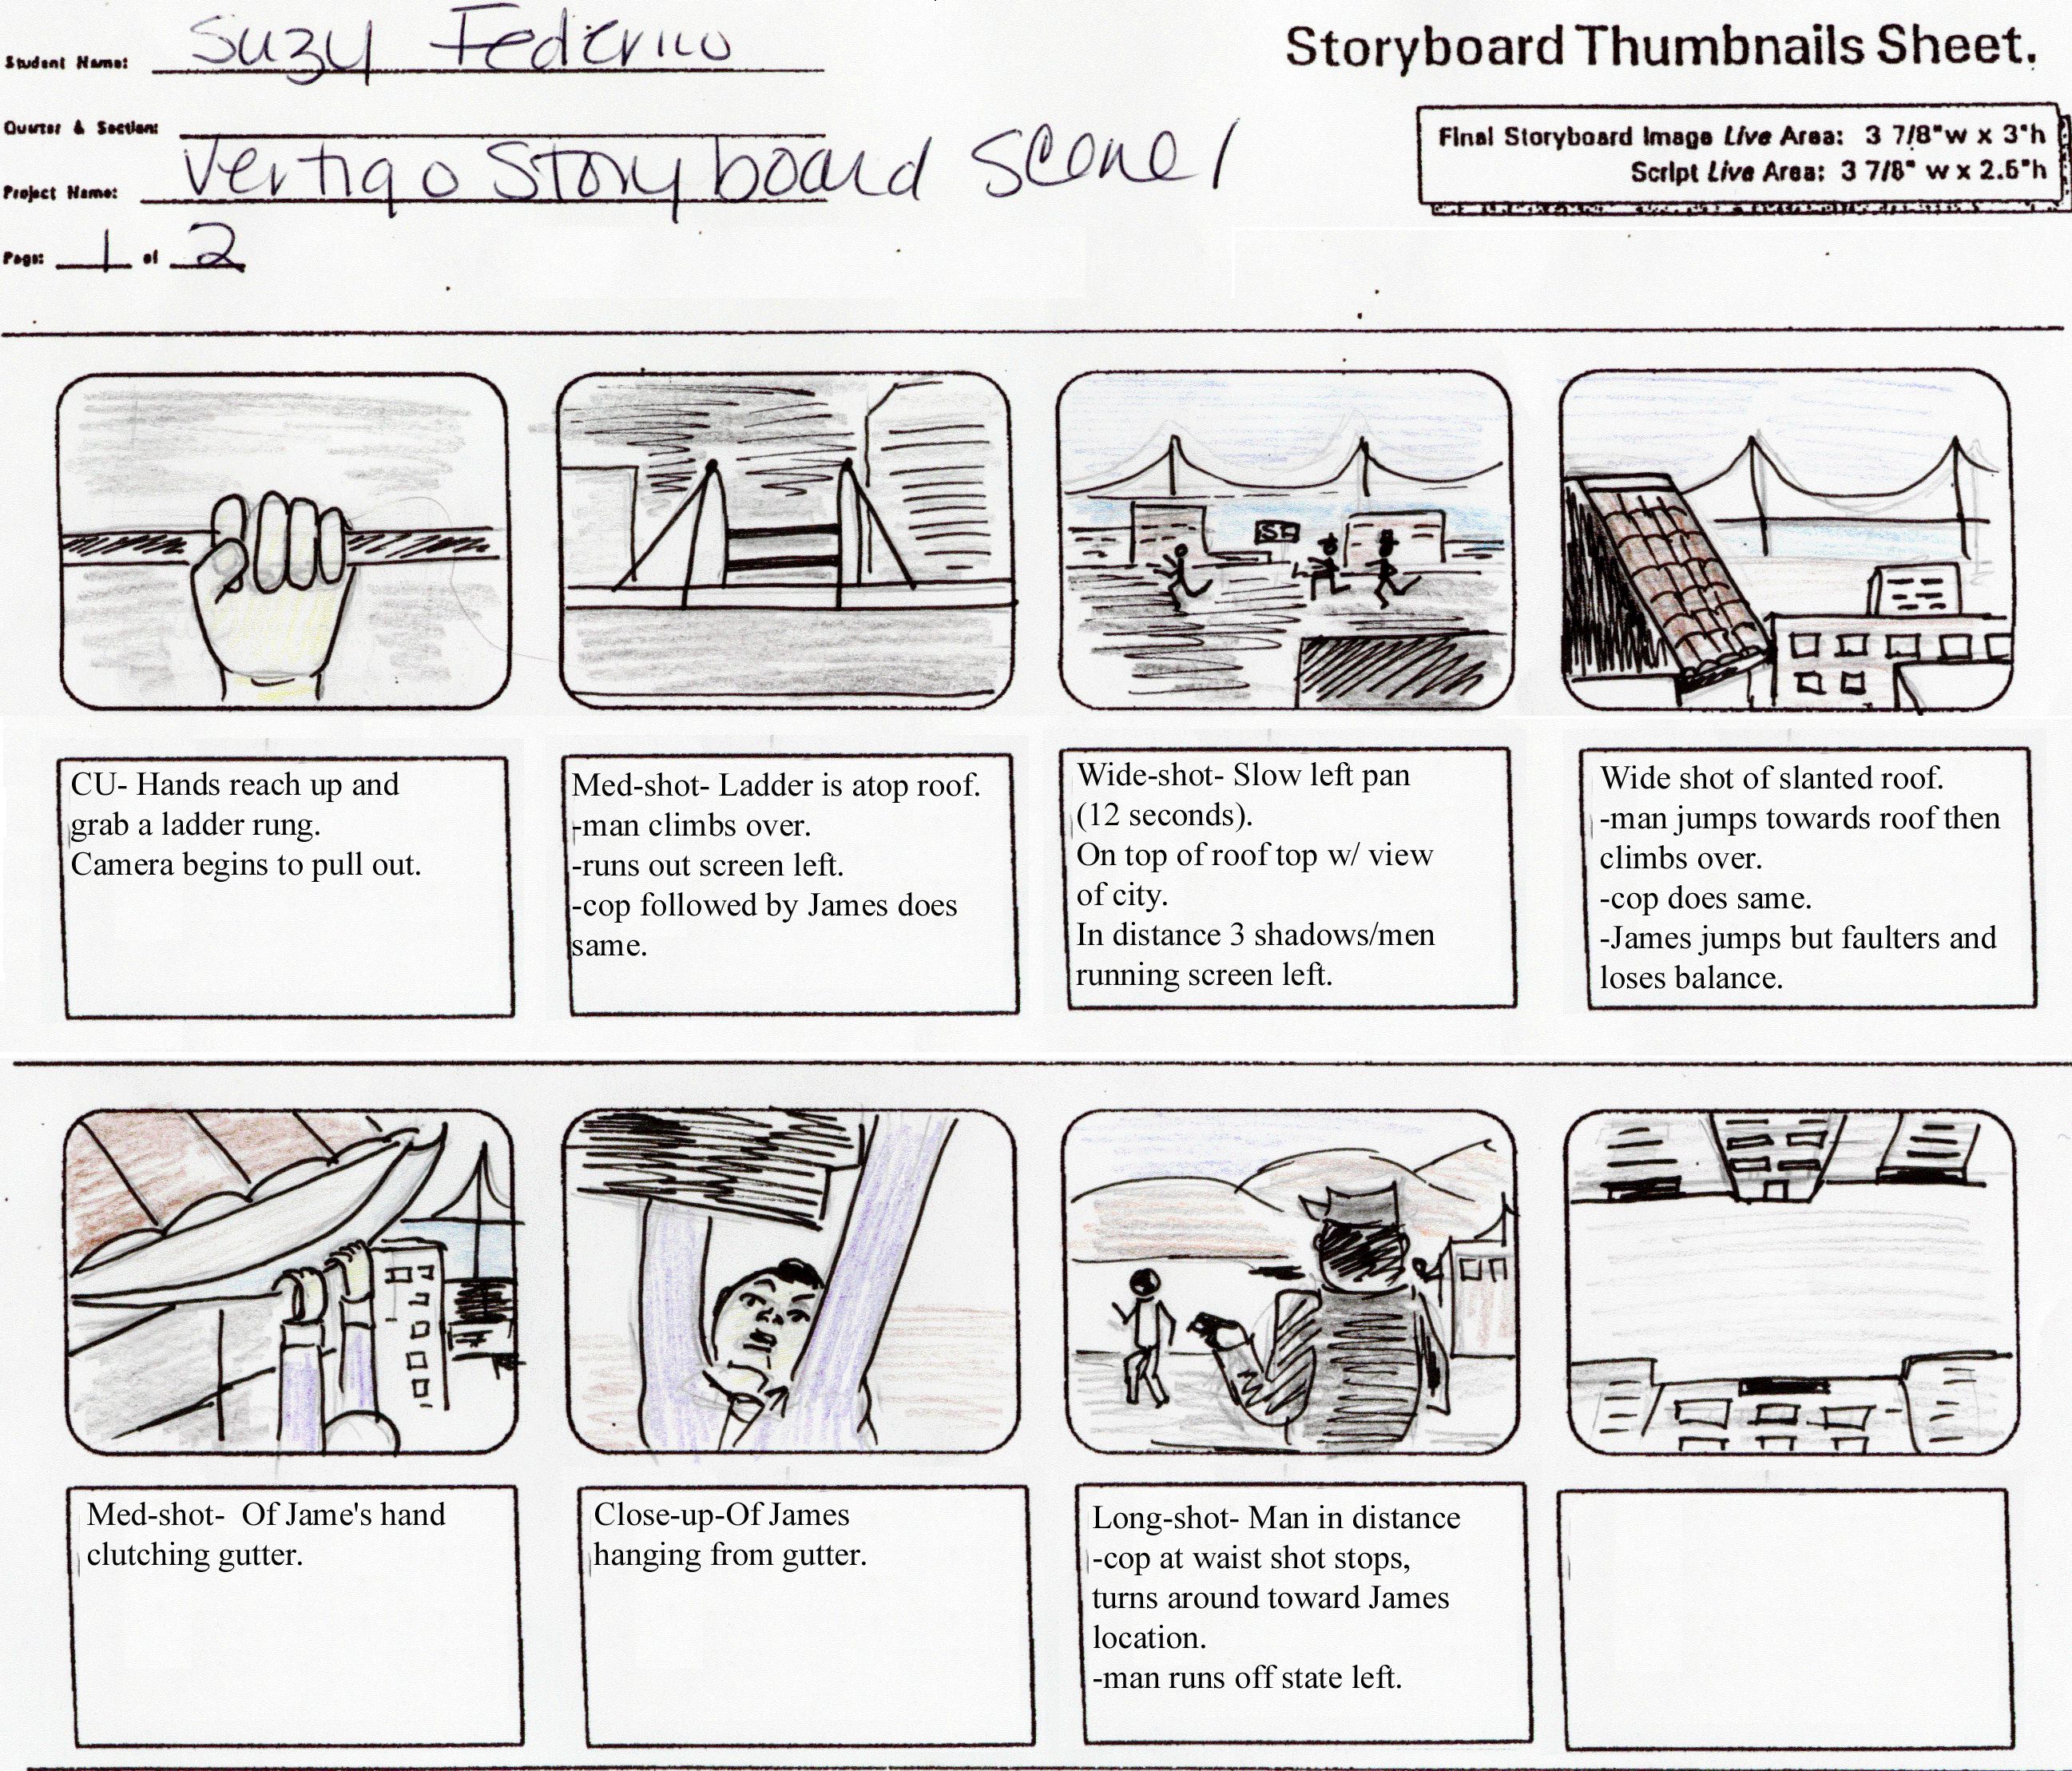 Student Name: Suzy Federico
Storyboard Thumbnails Sheet.
Quarter & Section:
Project Name: Vertigo Storyboard Scene 1
Final Storyboard Image Live Area: 3 7/8"w x 3"h
Script Live Area: 3 7/8" w x 2.5"h
Page: 1 of 2
CU- Hands reach up and
grab a ladder rung.
Camera begins to pull out.
Med-shot- Ladder is atop roof.
-man climbs over.
-runs out screen left.
-cop followed by James does
same.
Wide-shot- Slow left pan
(12 seconds).
On top of roof top w/ view
of city.
In distance 3 shadows/men
running screen left.
Wide shot of slanted roof.
-man jumps towards roof then
climbs over.
-cop does same.
-James jumps but faulters and
loses balance.
Med-shot- Of Jame's hand
clutching gutter.
Close-up-Of James
hanging from gutter.
Long-shot- Man in distance
-cop at waist shot stops,
turns around toward James
location.
-man runs off state left.